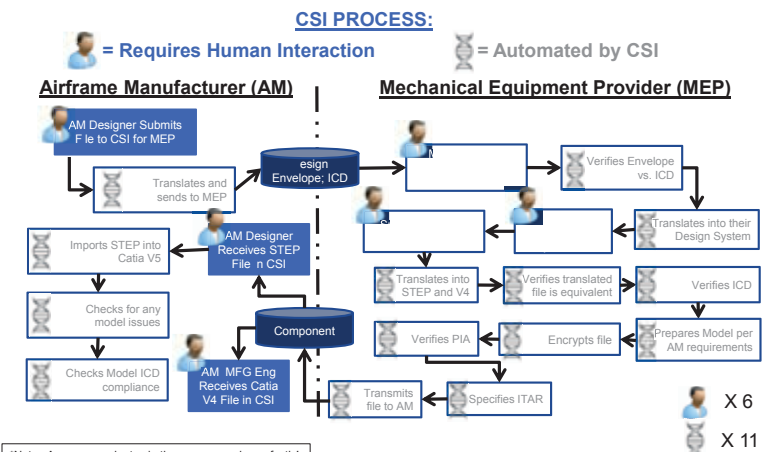 CSI PROCESS:
= Requires Human Interaction
= Automated by CSI
Airframe Manufacturer (AM)
Mechanical Equipment Provider (MEP)
AM Designer Submits
F le to CSI for MEP
Translates and
sends to MEP
esign
Envelope; ICD
Verifies Envelope
vs. ICD
Translates into their
Design System
Imports STEP into
Catia V5
AM Designer
Receives STEP
File n CSI
Translates into
STEP and V4
Verifies translated
file is equivalent
Verifies ICD
Checks for any
model issues
Component
Verifies PIA
Encrypts file
Prepares Model per
AM requirements
Checks Model ICD
compliance
AM MFG Eng
Receives Catia
V4 File in CSI
Transmits
file to AM
Specifies ITAR
X 6
X 11